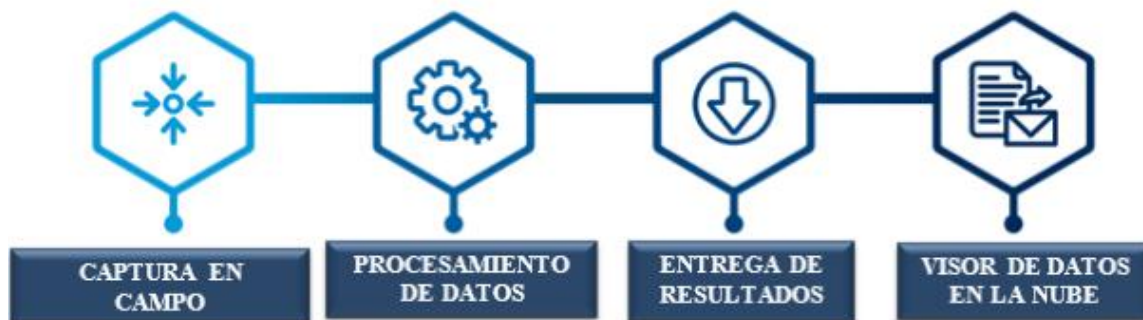 CAPTURA EN
CAMPO
PROCESAMIENTO
DE DATOS
ENTREGA DE
RESULTADOS
VISOR DE DATOS
EN LA NUBE